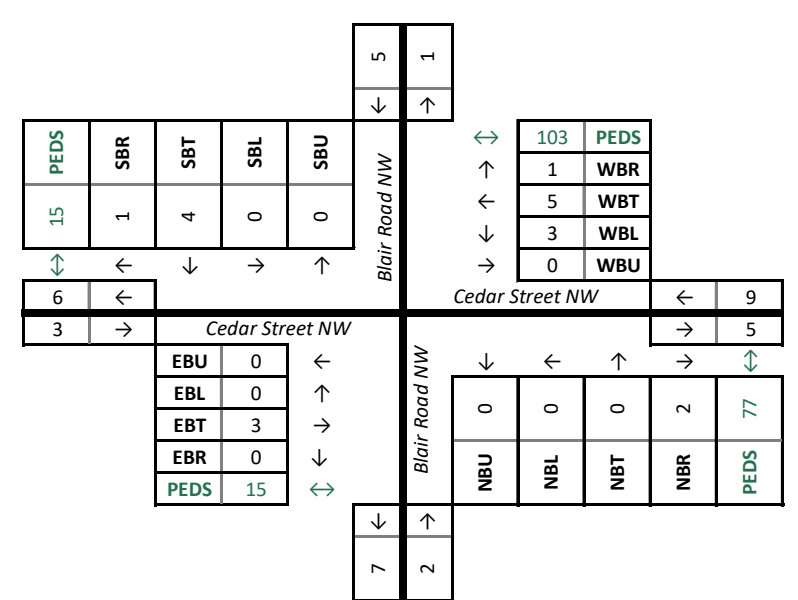 5 1
↓ ↑
PEDS SBR SBT SBL SBU
15 1 4 0 0
↕ ← ↓ → ↑
Blair Road NW
↔ 103 PEDS
↑ 1 WBR
← 5 WBT
↓ 3 WBL
→ 0 WBU
6 ←
3 →
Cedar Street NW
← 9
→ 5
Cedar Street NW
EBU 0 ←
EBL 0 ↑
EBT 3 →
EBR 0 ↓
PEDS 15 ↔
Blair Road NW
↓ ← ↑ → ↕
0 0 0 2 77
NBU NBL NBT NBR PEDS
↓ ↑
7 2